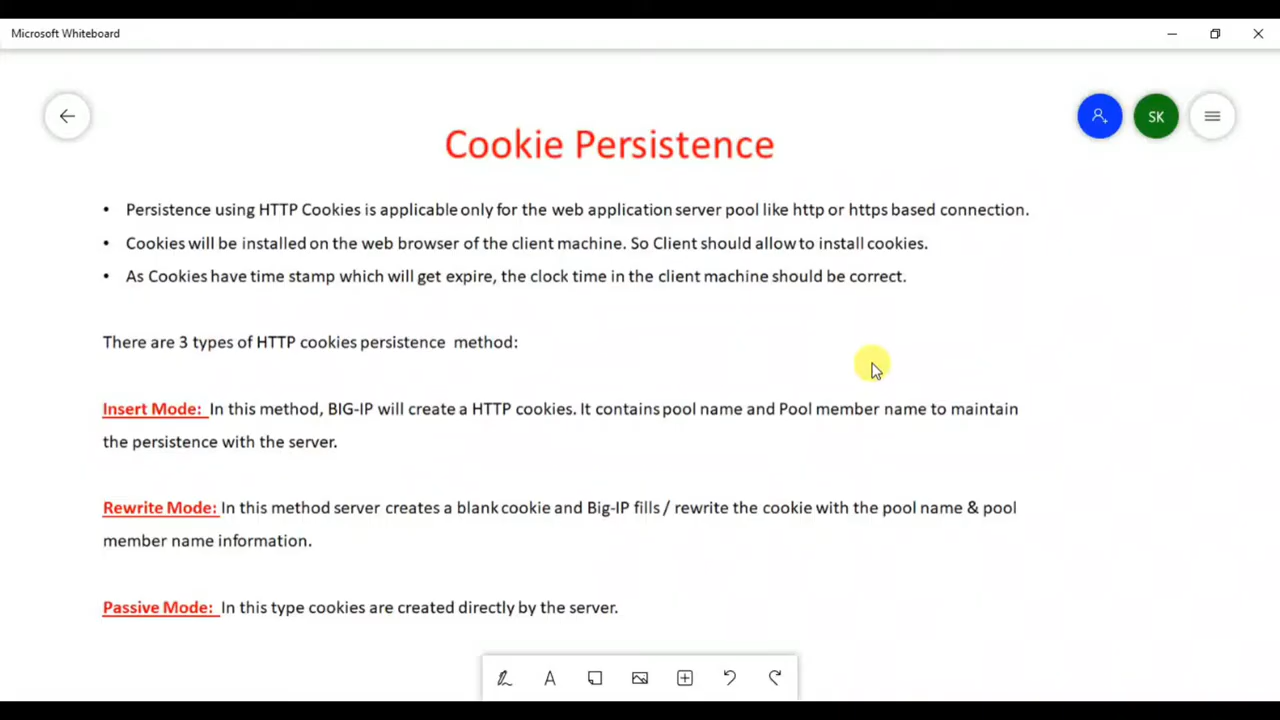 Microsoft Whiteboard
SK
Cookie Persistence
• Persistence using HTTP Cookies is applicable only for the web application server pool like http or https based connection.
• Cookies will be installed on the web browser of the client machine. So Client should allow to install cookies.
• As Cookies have time stamp which will get expire, the clock time in the client machine should be correct.
There are 3 types of HTTP cookies persistence method:
Insert Mode: In this method, BIG-IP will create a HTTP cookies. It contains pool name and Pool member name to maintain
the persistence with the server.
Rewrite Mode: In this method server creates a blank cookie and Big-IP fills / rewrite the cookie with the pool name & pool
member name information.
Passive Mode: In this type cookies are created directly by the server.